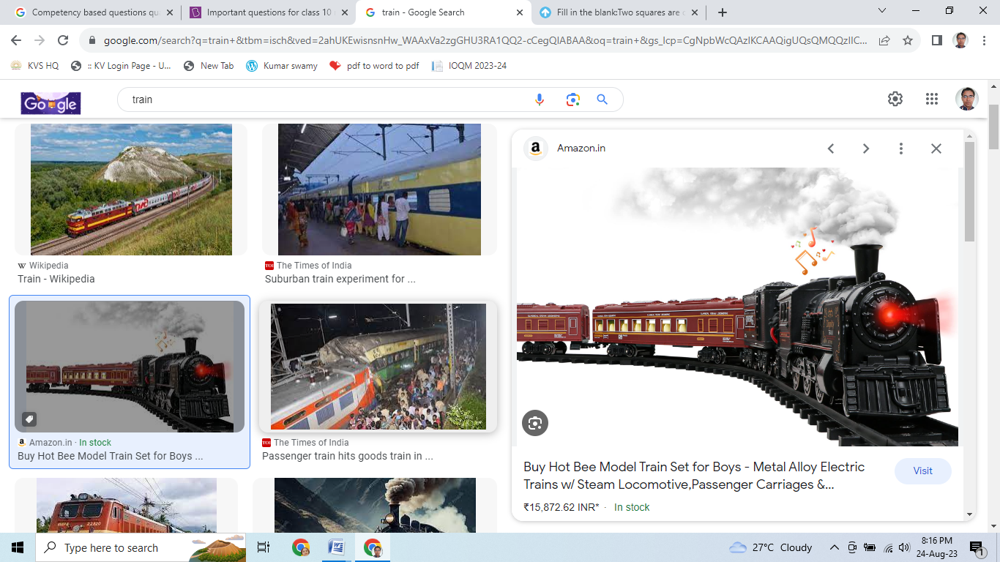 Competency based questions qu
Important questions for class 10
train - Google Search
Fill in the blank:Two squares are c
google.com/search?q=train+&tbm=isch&ved=2ahUKEwisnsnHw_WAAxVa2zgGHU3RA1QQ2-cCegQIABAA&oq=train+&gs_lcp=CgNpbWcQAzIKCAAQigUQsQMQQzIIC...
KVS HQ
:: KV Login Page - U...
New Tab
Kumar swamy
pdf to word to pdf
IOQM 2023-24
Google
train
Wikipedia
Train - Wikipedia
The Times of India
Suburban train experiment for ...
Amazon.in · In stock
Buy Hot Bee Model Train Set for Boys ...
The Times of India
Passenger train hits goods train in ...
22820
Amazon.in
Buy Hot Bee Model Train Set for Boys - Metal Alloy Electric
Trains w/ Steam Locomotive,Passenger Carriages &...
Visit
₹15,872.62 INR* · In stock
Type here to search
27°C Cloudy
8:16 PM
24-Aug-23
1